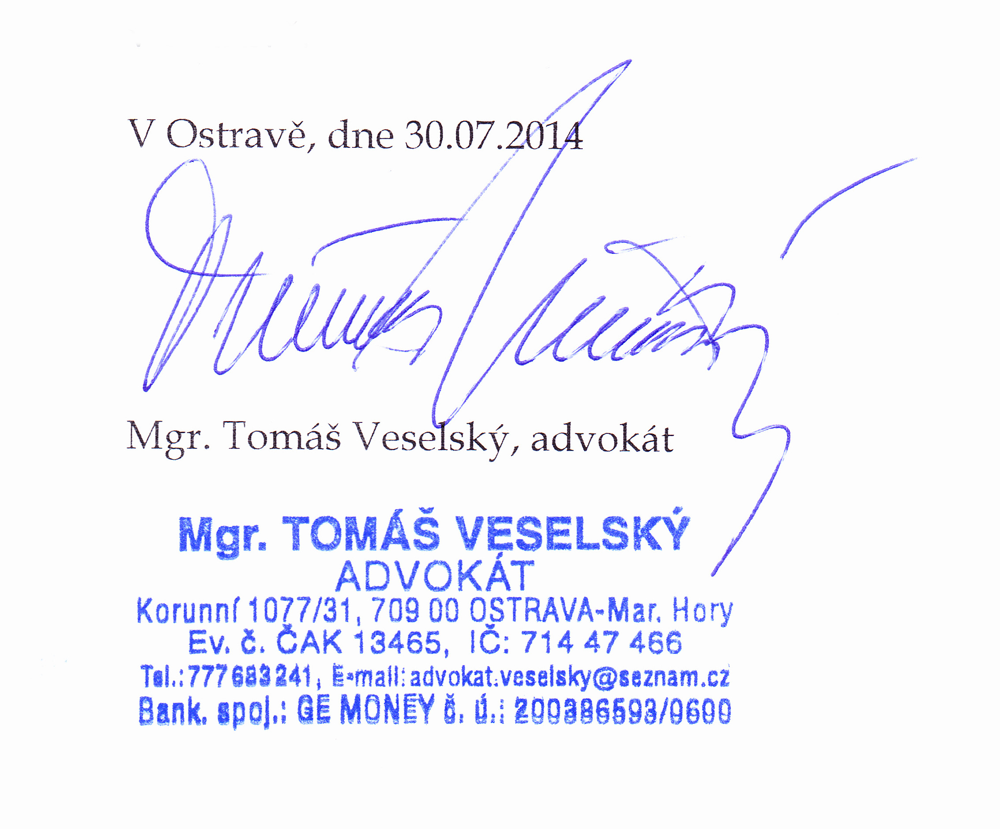 V Ostravě, dne 30.07.2014
Mgr. Tomáš Veselský, advokát
Mgr. TOMÁŠ VESELSKÝ
ADVOKÁT
Korunní 1077/31, 709 00 OSTRAVA-Mar. Hory
Ev. č. ČAK 13465, IČ: 714 47 466
Tel.: 777683241, E-mail: advokat.veselsky@seznam.cz
Bank. spoj.: GE MONEY č. ú.: 200386593/0600